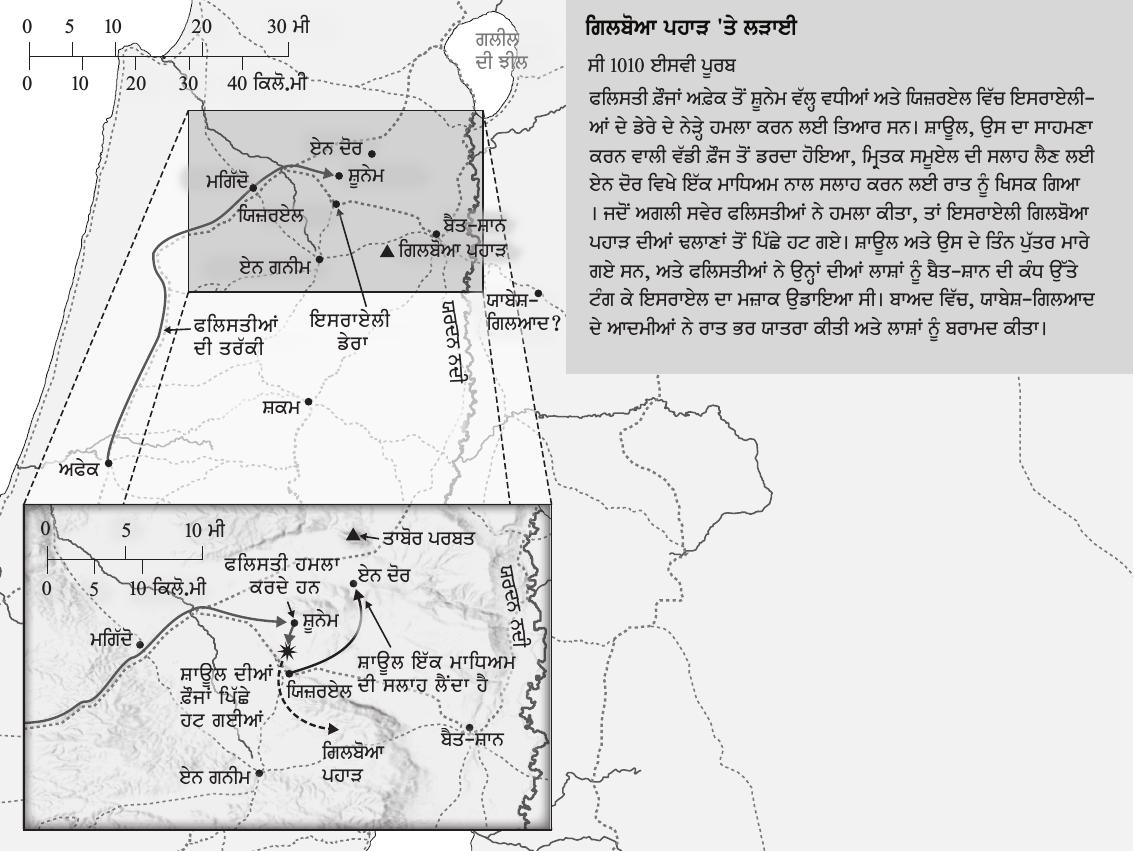 ਗਿਲਬੋਆ ਪਹਾੜ 'ਤੇ ਲੜਾਈ
ਸੀ 1010 ਈਸਵੀ ਪੂਰਬ
ਫਲਿਸਤੀ ਫ਼ੌਜਾਂ ਅਫ਼ੇਕ ਤੋਂ ਸ਼ੂਨੇਮ ਵੱਲ੍ਹ ਵਧੀਆਂ ਅਤੇ ਯਿਜ਼ਰਏਲ ਵਿੱਚ ਇਸਰਾਏਲੀ-
ਆਂ ਦੇ ਡੇਰੇ ਦੇ ਨੇੜ੍ਹੇ ਹਮਲਾ ਕਰਨ ਲਈ ਤਿਆਰ ਸਨ। ਸ਼ਾਊਲ, ਉਸ ਦਾ ਸਾਹਮਣਾ
ਕਰਨ ਵਾਲੀ ਵੱਡੀ ਫ਼ੌਜ ਤੋਂ ਡਰਦਾ ਹੋਇਆ, ਮ੍ਰਿਤਕ ਸਮੂਏਲ ਦੀ ਸਲਾਹ ਲੈਣ ਲਈ
ਏਨ ਦੋਰ ਵਿਖੇ ਇੱਕ ਮਾਧਿਅਮ ਨਾਲ ਸਲਾਹ ਕਰਨ ਲਈ ਰਾਤ ਨੂੰ ਖਿਸਕ ਗਿਆ
। ਜਦੋਂ ਅਗਲੀ ਸਵੇਰ ਫਲਿਸਤੀਆਂ ਨੇ ਹਮਲਾ ਕੀਤਾ, ਤਾਂ ਇਸਰਾਏਲੀ ਗਿਲਬੋਆ
ਪਹਾੜ ਦੀਆਂ ਢਲਾਣਾਂ ਤੋਂ ਪਿੱਛੇ ਹਟ ਗਏ। ਸ਼ਾਊਲ ਅਤੇ ਉਸ ਦੇ ਤਿੰਨ ਪੁੱਤਰ ਮਾਰੇ
ਗਏ ਸਨ, ਅਤੇ ਫਲਿਸਤੀਆਂ ਨੇ ਉਨ੍ਹਾਂ ਦੀਆਂ ਲਾਸ਼ਾਂ ਨੂੰ ਬੈਤ-ਸ਼ਾਨ ਦੀ ਕੰਧ ਉੱਤੇ
ਟੰਗ ਕੇ ਇਸਰਾਏਲ ਦਾ ਮਜ਼ਾਕ ਉਡਾਇਆ ਸੀ। ਬਾਅਦ ਵਿੱਚ, ਯਾਬੇਸ਼-ਗਿਲਆਦ
ਦੇ ਆਦਮੀਆਂ ਨੇ ਰਾਤ ਭਰ ਯਾਤਰਾ ਕੀਤੀ ਅਤੇ ਲਾਸ਼ਾਂ ਨੂੰ ਬਰਾਮਦ ਕੀਤਾ।
0 5 10 20 30 ਮੀ
0 10 20 30 40 ਕਿਲੋ.ਮੀ
ਗਲੀਲ
ਦੀ ਝੀਲ
ਏਨ ਦੋਰ
ਸ਼ੂਨੇਮ
ਮਗਿੱਦੋ
ਯਿਜ਼ਰਏਲ
ਬੈਤ-ਸ਼ਾਨ
ਗਿਲਬੋਆ ਪਹਾੜ
ਏਨ ਗਨੀਮ
ਯਾਬੇਸ਼-
ਗਿਲਆਦ?
ਫਲਿਸਤੀਆਂ
ਦੀ ਤਰੱਕੀ
ਇਸਰਾਏਲੀ
ਡੇਰਾ
ਯਰਦਨ ਨਦੀ
ਸ਼ਕਮ
ਅਫੇਕ
0 5 10 ਮੀ
0 5 10 ਕਿਲੋ.ਮੀ
ਤਾਬੋਰ ਪਰਬਤ
ਫਲਿਸਤੀ ਹਮਲਾ
ਕਰਦੇ ਹਨ
ਏਨ ਦੋਰ
ਯਰਦਨ ਨਦੀ
ਸ਼ੂਨੇਮ
ਮਗਿੱਦੋ
ਸ਼ਾਊਲ ਇੱਕ ਮਾਧਿਅਮ
ਦੀ ਸਲਾਹ ਲੈਂਦਾ ਹੈ
ਸ਼ਾਊਲ ਦੀਆਂ
ਫ਼ੌਜਾਂ ਪਿੱਛੇ
ਹਟ ਗਈਆਂ
ਯਿਜ਼ਰਏਲ
ਬੈਤ-ਸ਼ਾਨ
ਗਿਲਬੋਆ
ਪਹਾੜ
ਏਨ ਗਨੀਮ